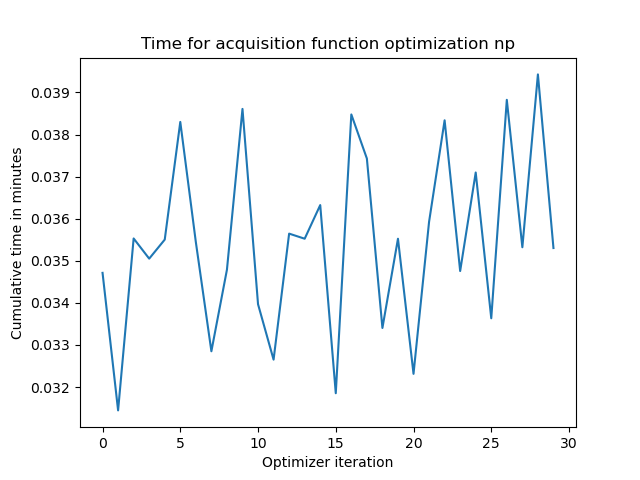 Time for acquisition function optimization np
Cumulative time in minutes
0.039
0.038
0.037
0.036
0.035
0.034
0.033
0.032
0 5 10 15 20 25 30
Optimizer iteration